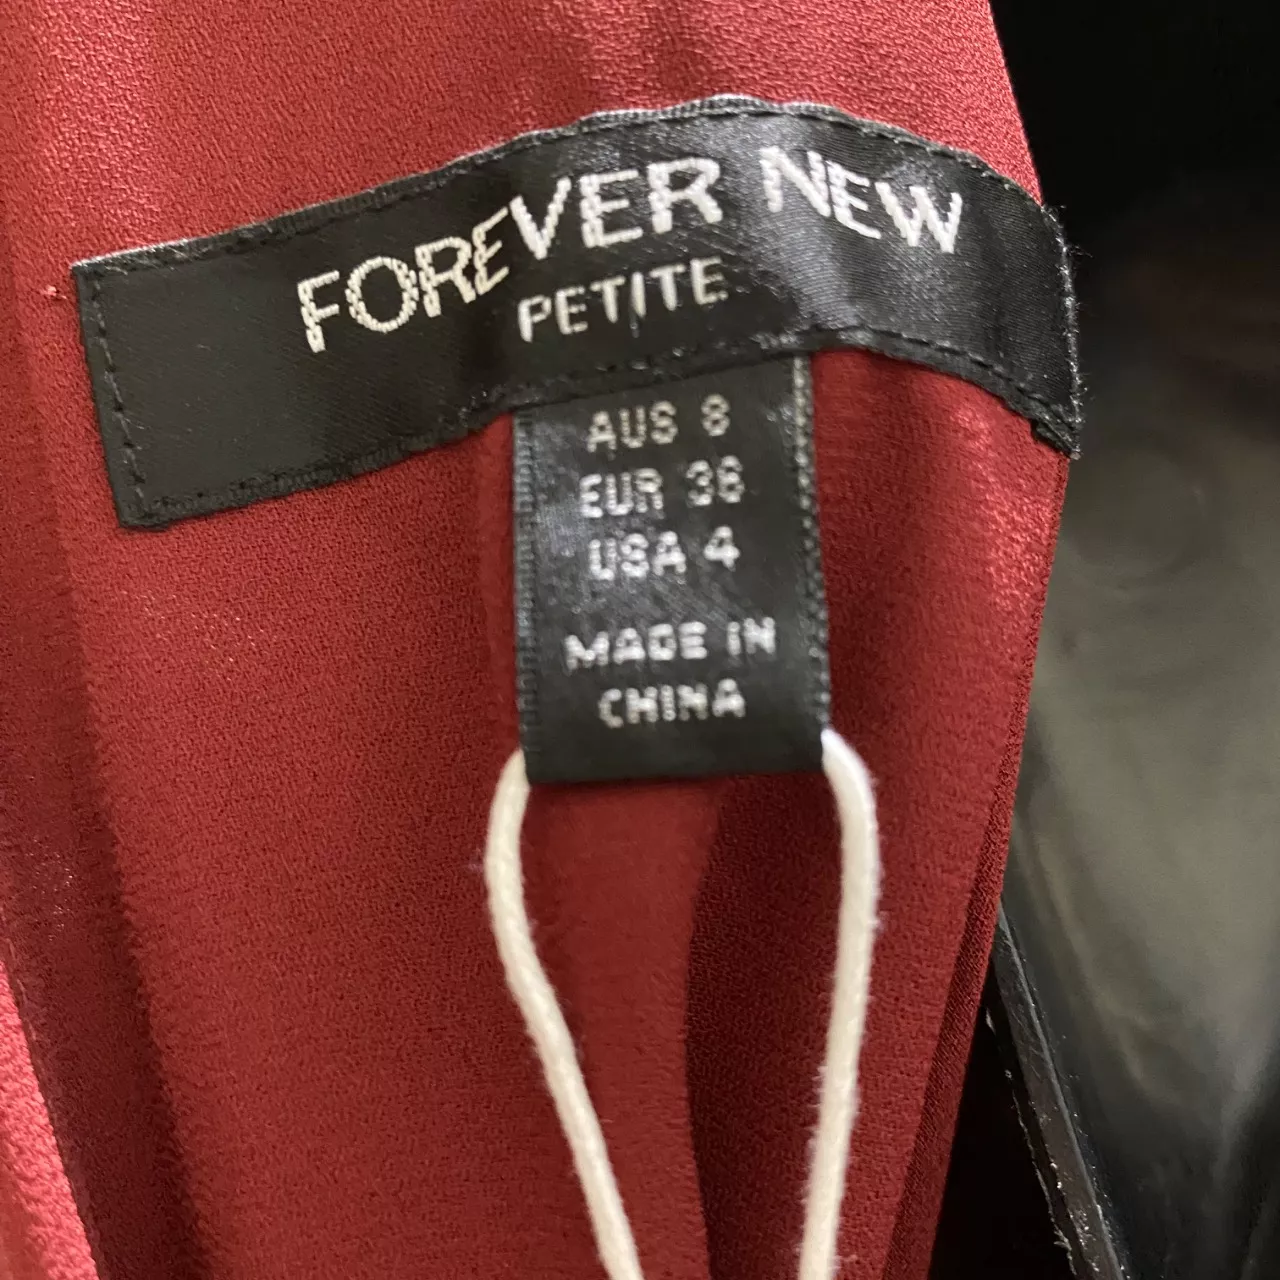 FOREVER NEW
PETITE
AUS 8
EUR 36
USA 4
MADE IN
CHINA